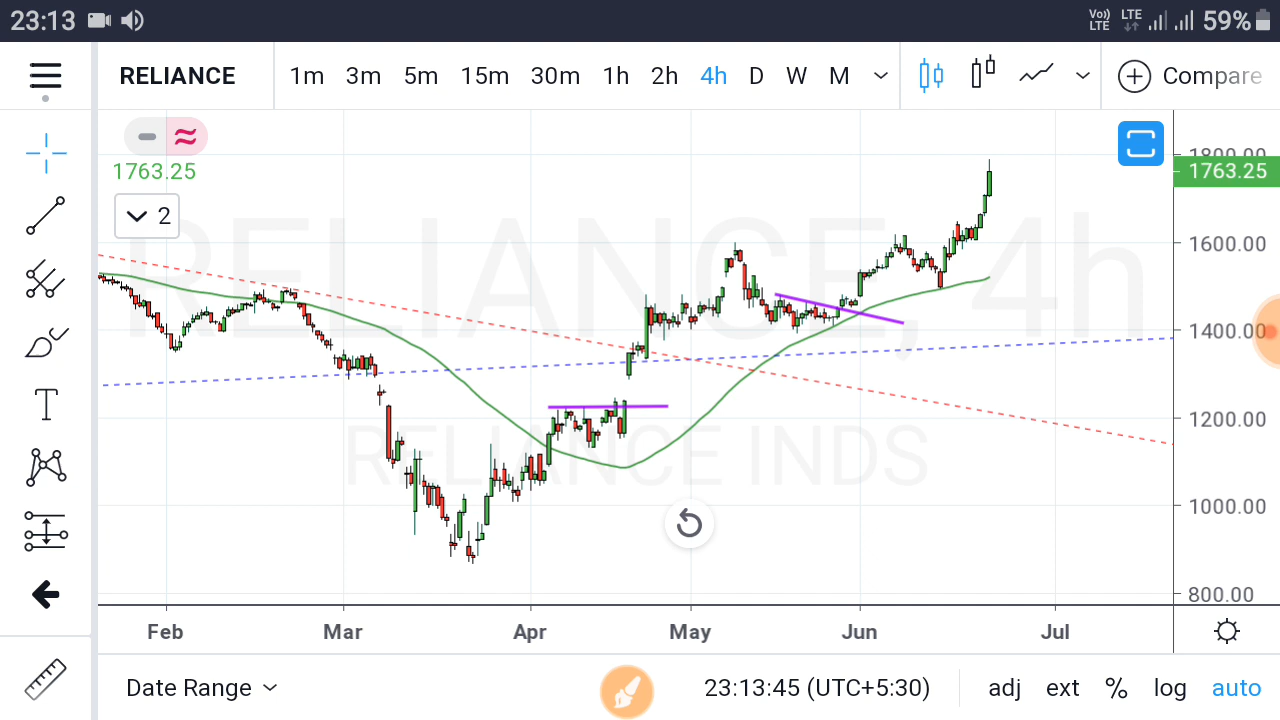 23:13 Vo)) LTE LTE 59%
RELIANCE 1m 3m 5m 15m 30m 1h 2h 4h D W M Compare
1800.00
1763.25 1763.25
2
RELIANCE, 4h
1600.00
1400.00
1200.00
RELIANCE INDS
1000.00
800.00
T
Feb Mar Apr May Jun Jul
Date Range 23:13:45 (UTC+5:30) adj ext % log auto